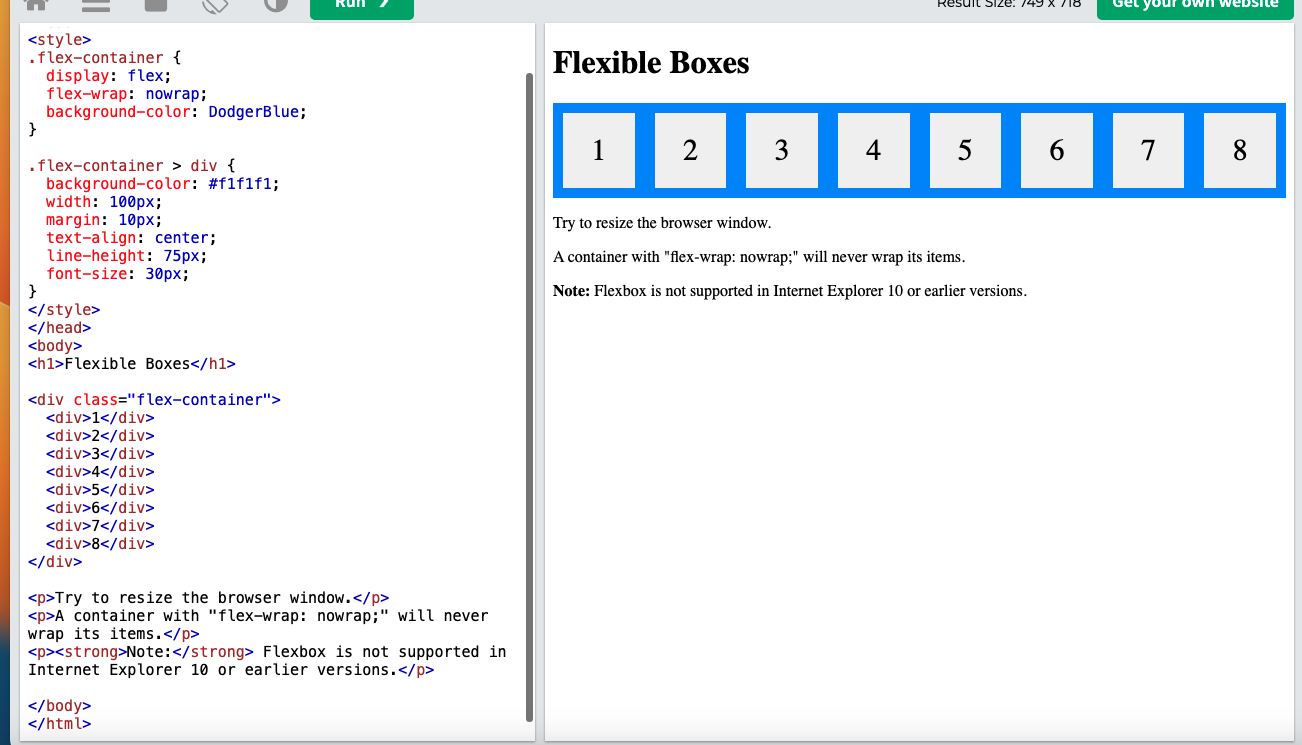 Run ❯
Result Size: 749 x 718
Get your own website
<style>
.flex-container {
  display: flex;
  flex-wrap: nowrap;
  background-color: DodgerBlue;
}

.flex-container > div {
  background-color: #f1f1f1;
  width: 100px;
  margin: 10px;
  text-align: center;
  line-height: 75px;
  font-size: 30px;
}
</style>
</head>
<body>
<h1>Flexible Boxes</h1>

<div class="flex-container">
  <div>1</div>
  <div>2</div>
  <div>3</div>
  <div>4</div>
  <div>5</div>
  <div>6</div>
  <div>7</div>
  <div>8</div>
</div>

<p>Try to resize the browser window.</p>
<p>A container with "flex-wrap: nowrap;" will never
wrap its items.</p>
<p><strong>Note:</strong> Flexbox is not supported in
Internet Explorer 10 or earlier versions.</p>

</body>
</html>
Flexible Boxes
1 2 3 4 5 6 7 8
Try to resize the browser window.
A container with "flex-wrap: nowrap;" will never wrap its items.
Note: Flexbox is not supported in Internet Explorer 10 or earlier versions.